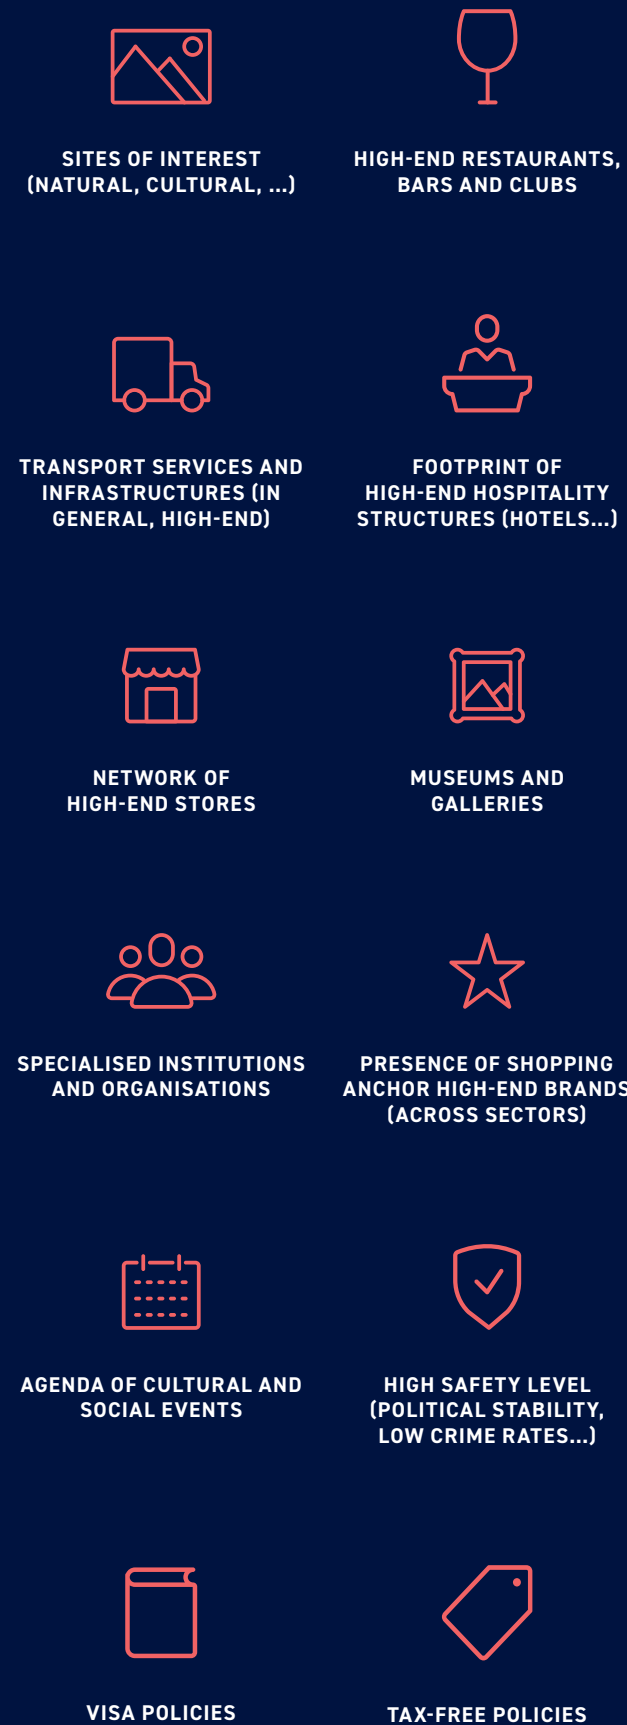 SITES OF INTEREST
(NATURAL, CULTURAL, ...)
HIGH-END RESTAURANTS,
BARS AND CLUBS
TRANSPORT SERVICES AND
INFRASTRUCTURES (IN
GENERAL, HIGH-END)
FOOTPRINT OF
HIGH-END HOSPITALITY
STRUCTURES (HOTELS...)
NETWORK OF
HIGH-END STORES
MUSEUMS AND
GALLERIES
SPECIALISED INSTITUTIONS
AND ORGANISATIONS
PRESENCE OF SHOPPING
ANCHOR HIGH-END BRANDS
(ACROSS SECTORS)
AGENDA OF CULTURAL AND
SOCIAL EVENTS
HIGH SAFETY LEVEL
(POLITICAL STABILITY,
LOW CRIME RATES...)
VISA POLICIES
TAX-FREE POLICIES